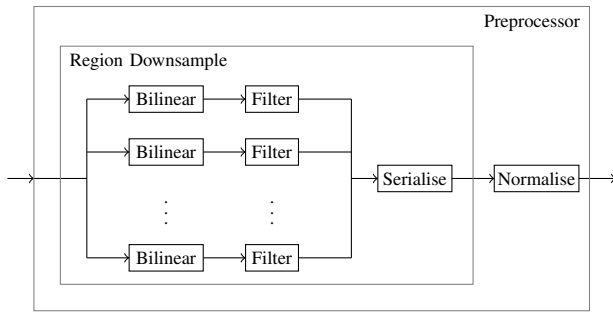 Preprocessor
Region Downsample
Bilinear Filter
Bilinear Filter
Serialise Normalise
Bilinear Filter